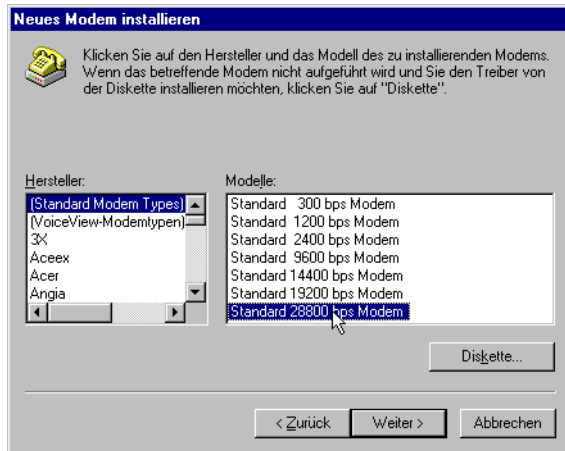 Neues Modem installieren
Klicken Sie auf den Hersteller und das Modell des zu installierenden Modems.
Wenn das betreffende Modem nicht aufgeführt wird und Sie den Treiber von
der Diskette installieren möchten, klicken Sie auf "Diskette".
Hersteller:
(Standard Modem Types)
(VoiceView-Modemtypen)
3X
Aceex
Acer
Angia
Modelle:
Standard 300 bps Modem
Standard 1200 bps Modem
Standard 2400 bps Modem
Standard 9600 bps Modem
Standard 14400 bps Modem
Standard 19200 bps Modem
Standard 28800 bps Modem
Diskette...
< Zurück
Weiter >
Abbrechen